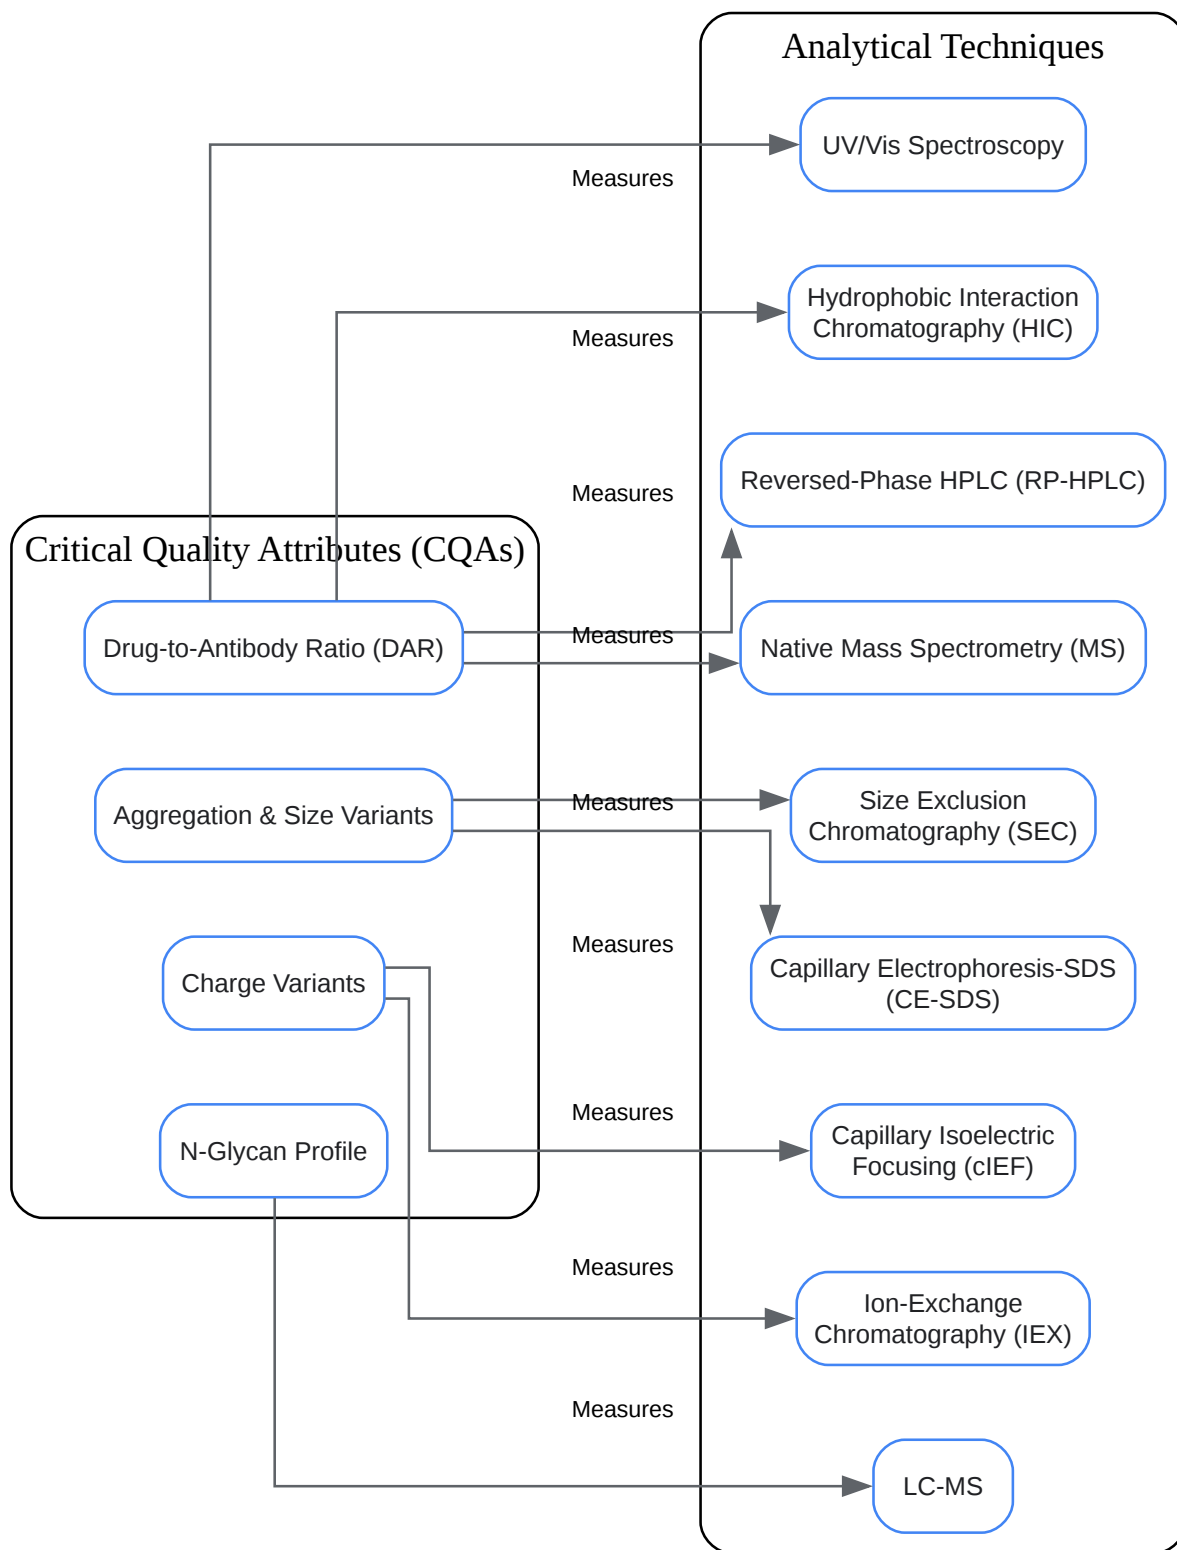 Analytical Techniques
UV/Vis Spectroscopy
Measures
Hydrophobic Interaction
Chromatography (HIC)
Measures
Reversed-Phase HPLC (RP-HPLC)
Measures
Critical Quality Attributes (CQAs)
Drug-to-Antibody Ratio (DAR)
Measures
Native Mass Spectrometry (MS)
Aggregation & Size Variants
Measures
Size Exclusion
Chromatography (SEC)
Measures
Charge Variants
Capillary Electrophoresis-SDS
(CE-SDS)
Measures
N-Glycan Profile
Capillary Isoelectric
Focusing (cIEF)
Measures
Ion-Exchange
Chromatography (IEX)
Measures
LC-MS